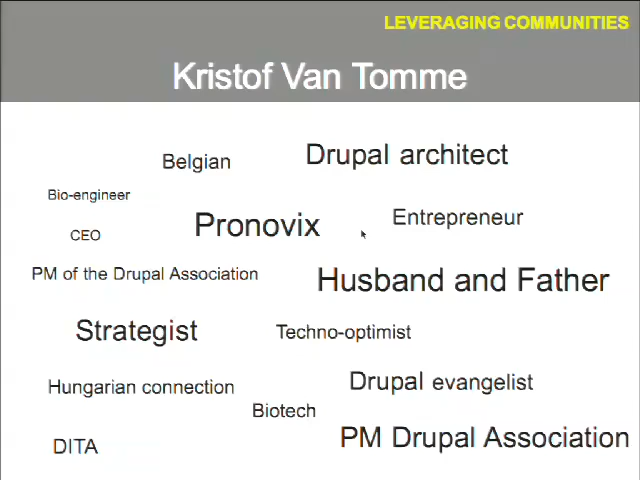 LEVERAGING COMMUNITIES
Kristof Van Tomme
Belgian
Drupal architect
Bio-engineer
Pronovix
Entrepreneur
CEO
PM of the Drupal Association
Husband and Father
Strategist
Techno-optimist
Hungarian connection
Drupal evangelist
Biotech
DITA
PM Drupal Association